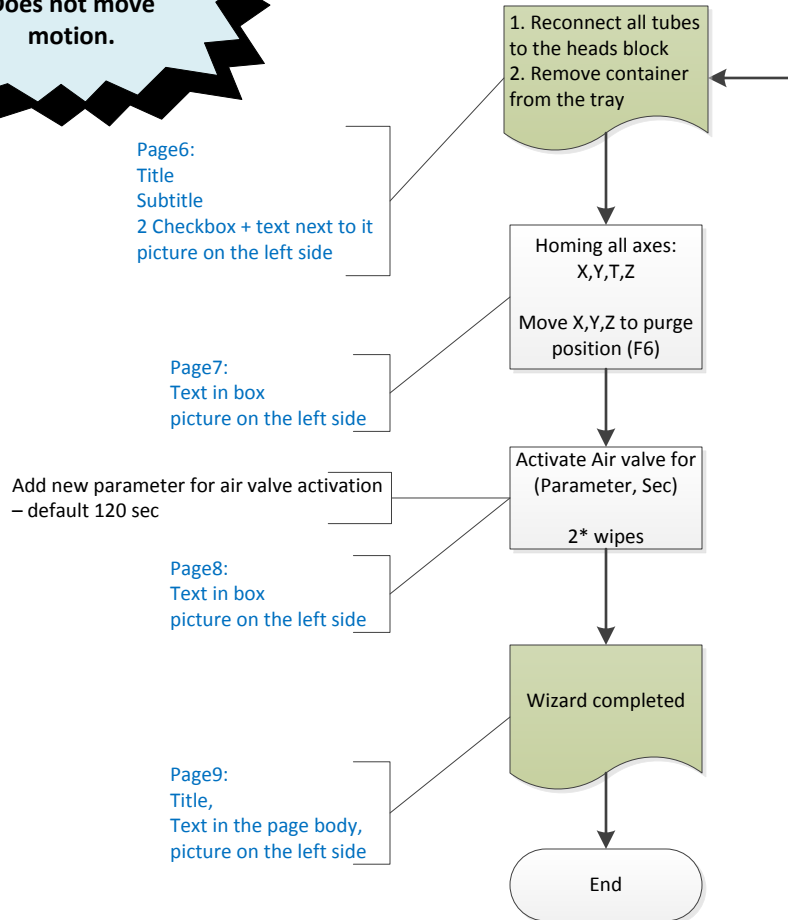 Does not move
motion.
1. Reconnect all tubes
to the heads block
2. Remove container
from the tray
Page6:
Title
Subtitle
2 Checkbox + text next to it
picture on the left side
Homing all axes:
X,Y,T,Z
Move X,Y,Z to purge
position (F6)
Page7:
Text in box
picture on the left side
Activate Air valve for
(Parameter, Sec)
2* wipes
Add new parameter for air valve activation
– default 120 sec
Page8:
Text in box
picture on the left side
Wizard completed
Page9:
Title,
Text in the page body,
picture on the left side
End